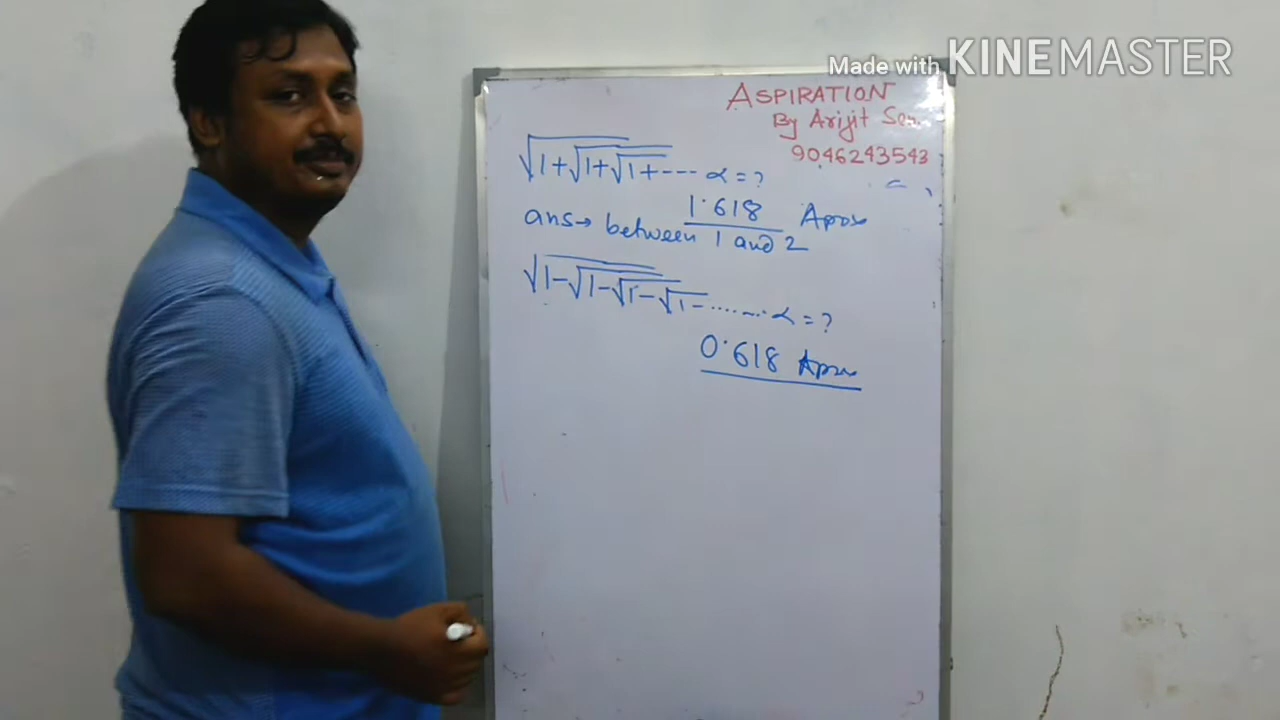 Made with KINEMASTER
ASPIRATION
By Arijit Sen
9046243543
√1+√1+√1+---- α = ?
1.618 Aprox
ans→ between 1 and 2
√1-√1-√1-√1-........ α = ?
0.618 Aprox